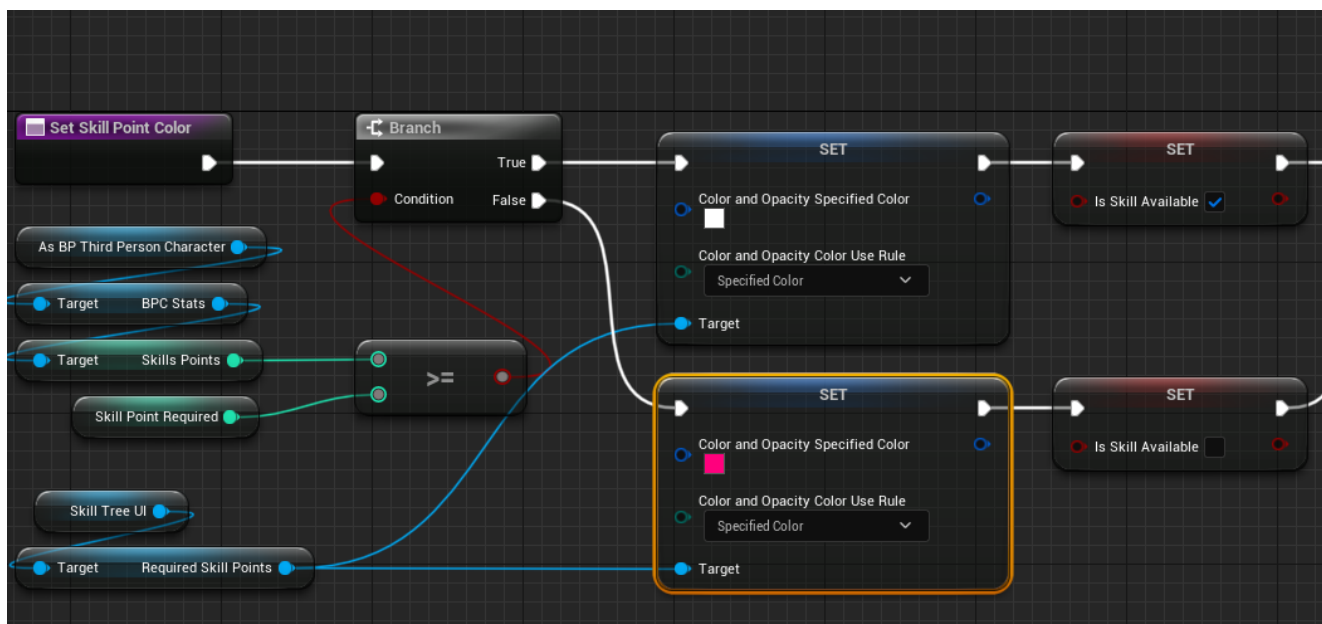 Set Skill Point Color
Branch
True
Condition
False
As BP Third Person Character
Target BPC Stats
Target Skills Points
>=
Skill Point Required
Skill Tree UI
Target Required Skill Points
SET
Color and Opacity Specified Color
Color and Opacity Color Use Rule
Specified Color
Target
SET
Is Skill Available
SET
Color and Opacity Specified Color
Color and Opacity Color Use Rule
Specified Color
Target
SET
Is Skill Available